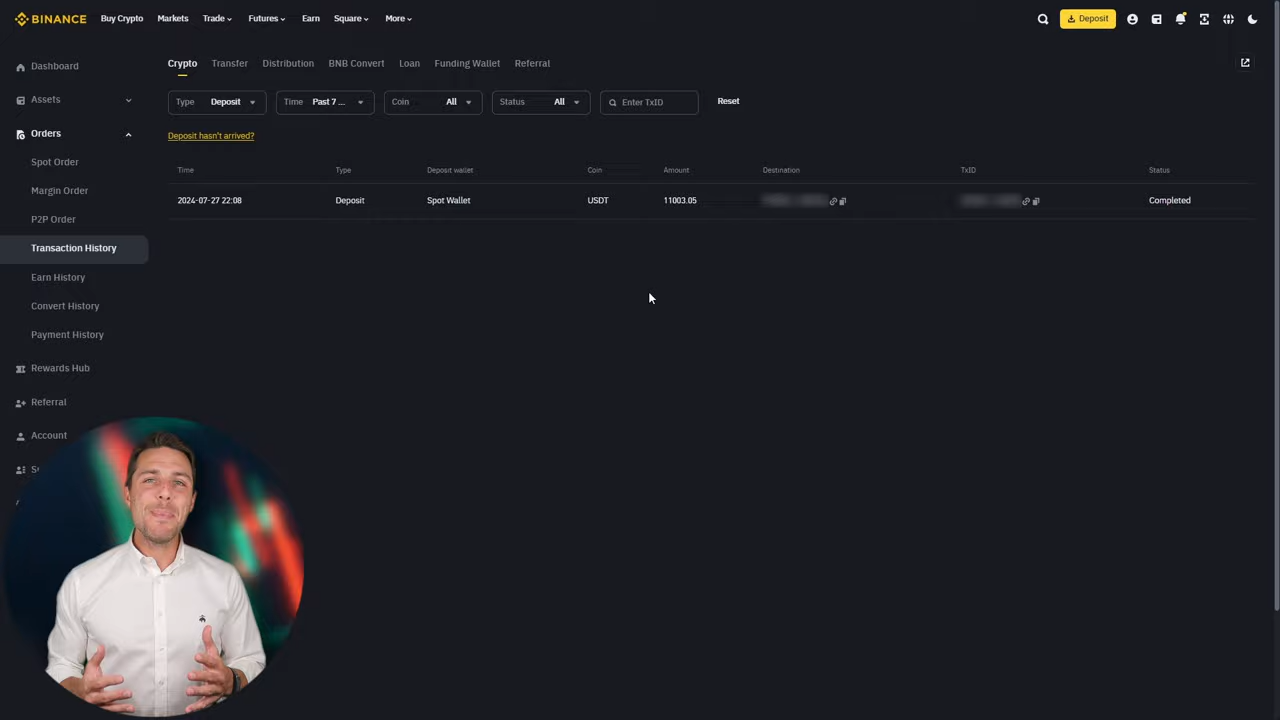 BINANCE Buy Crypto Markets Trade Futures Earn Square More Deposit
Dashboard
Assets
Orders
Spot Order
Margin Order
P2P Order
Transaction History
Earn History
Convert History
Payment History
Rewards Hub
Referral
Account
Crypto Transfer Distribution BNB Convert Loan Funding Wallet Referral
Type Deposit Time Past 7 ... Coin All Status All Enter TxID Reset
Deposit hasn't arrived?
Time Type Deposit wallet Coin Amount Destination TxID Status
2024-07-27 22:08 Deposit Spot Wallet USDT 11003.05 Completed